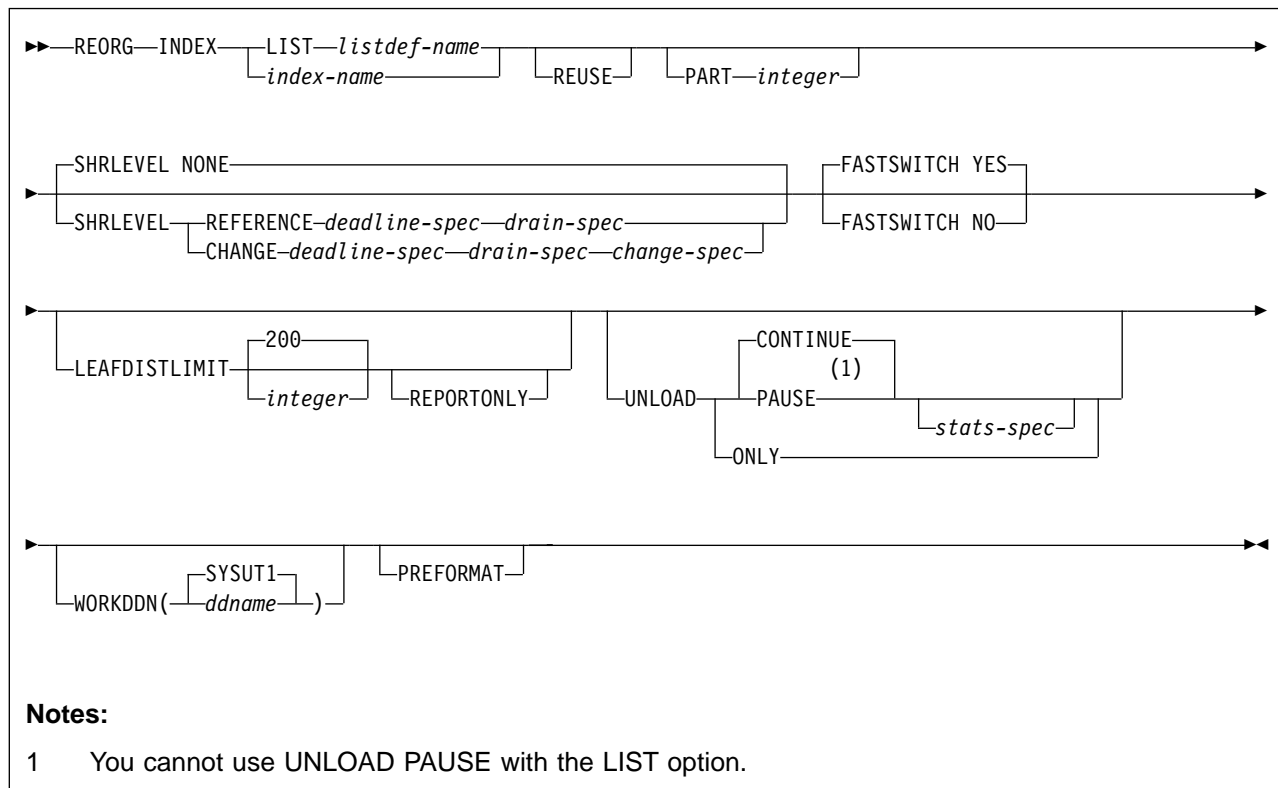 REORG INDEX LIST listdef-name
index-name REUSE PART integer
SHRLEVEL NONE FASTSWITCH YES
SHRLEVEL REFERENCE deadline-spec drain-spec FASTSWITCH NO
CHANGE deadline-spec drain-spec change-spec
200 CONTINUE
LEAFDISTLIMIT (1)
integer REPORTONLY UNLOAD PAUSE
stats-spec
ONLY
SYSUT1 PREFORMAT
WORKDDN( ddname )
Notes:
1 You cannot use UNLOAD PAUSE with the LIST option.